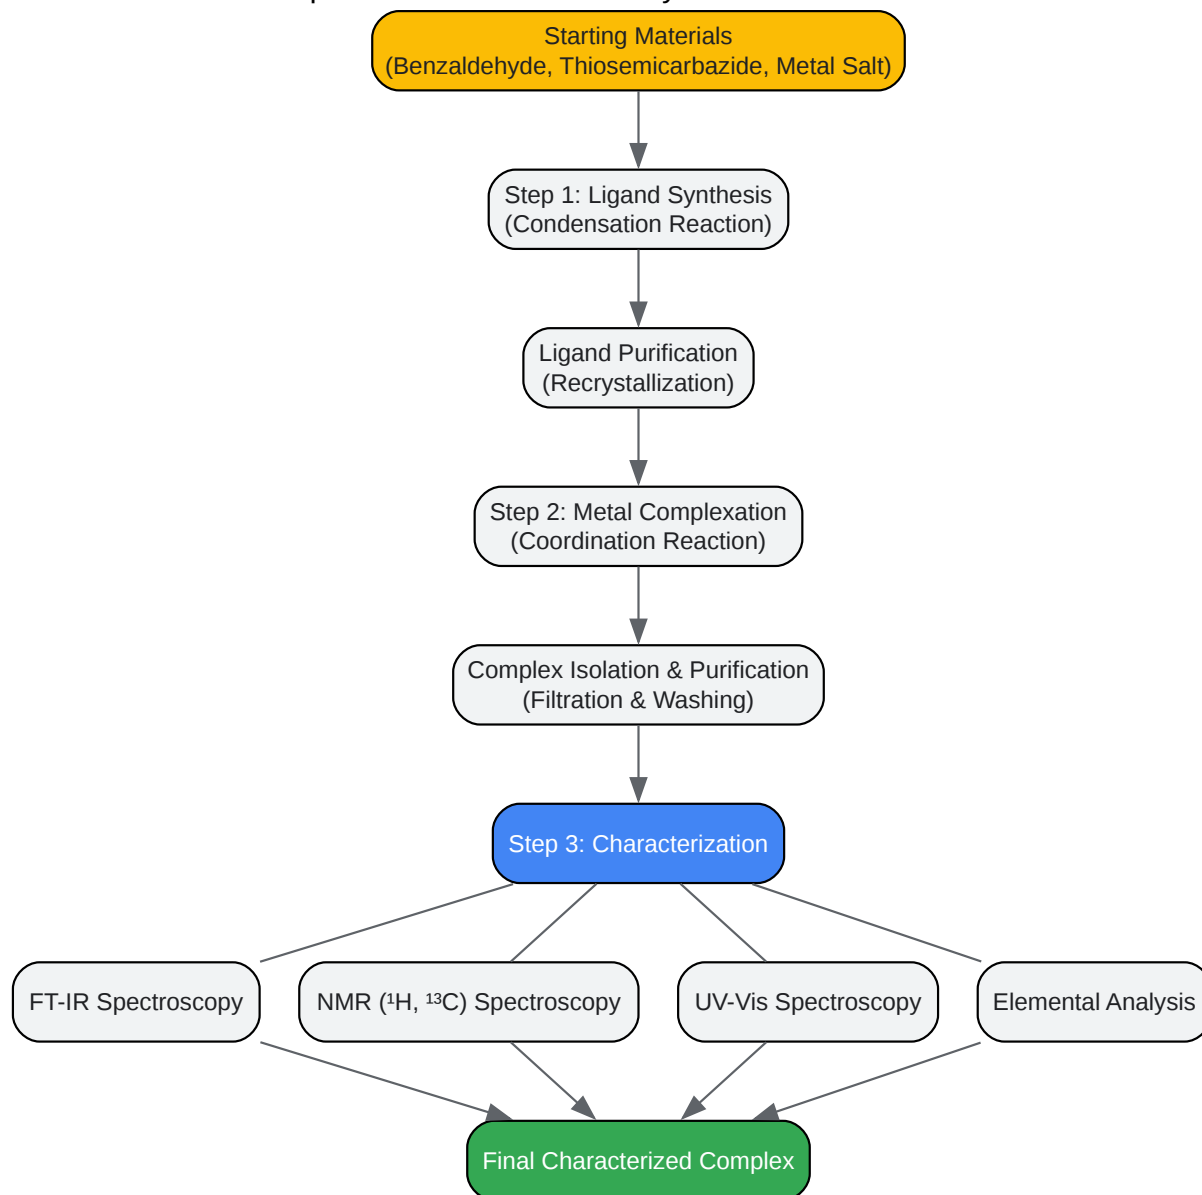 Starting Materials
(Benzaldehyde, Thiosemicarbazide, Metal Salt)
Step 1: Ligand Synthesis
(Condensation Reaction)
Ligand Purification
(Recrystallization)
Step 2: Metal Complexation
(Coordination Reaction)
Complex Isolation & Purification
(Filtration & Washing)
Step 3: Characterization
FT-IR Spectroscopy
NMR (¹H, ¹³C) Spectroscopy
UV-Vis Spectroscopy
Elemental Analysis
Final Characterized Complex